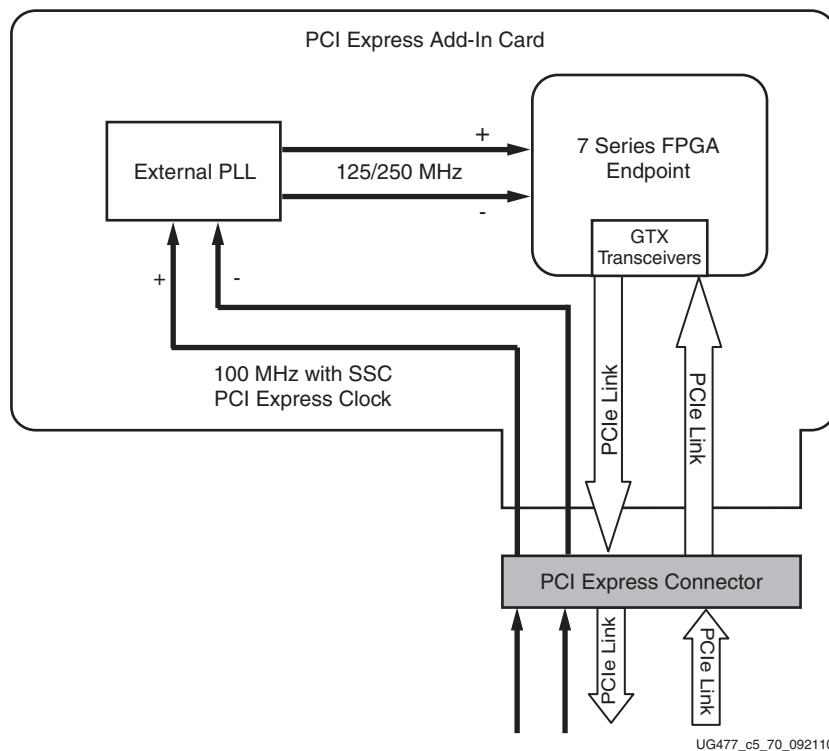 PCI Express Add-In Card
External PLL
+
125/250 MHz
-
7 Series FPGA
Endpoint
GTX
Transceivers
+
-
100 MHz with SSC
PCI Express Clock
PCIe Link
PCIe Link
PCI Express Connector
PCIe Link
PCIe Link
UG477_c5_70_092110